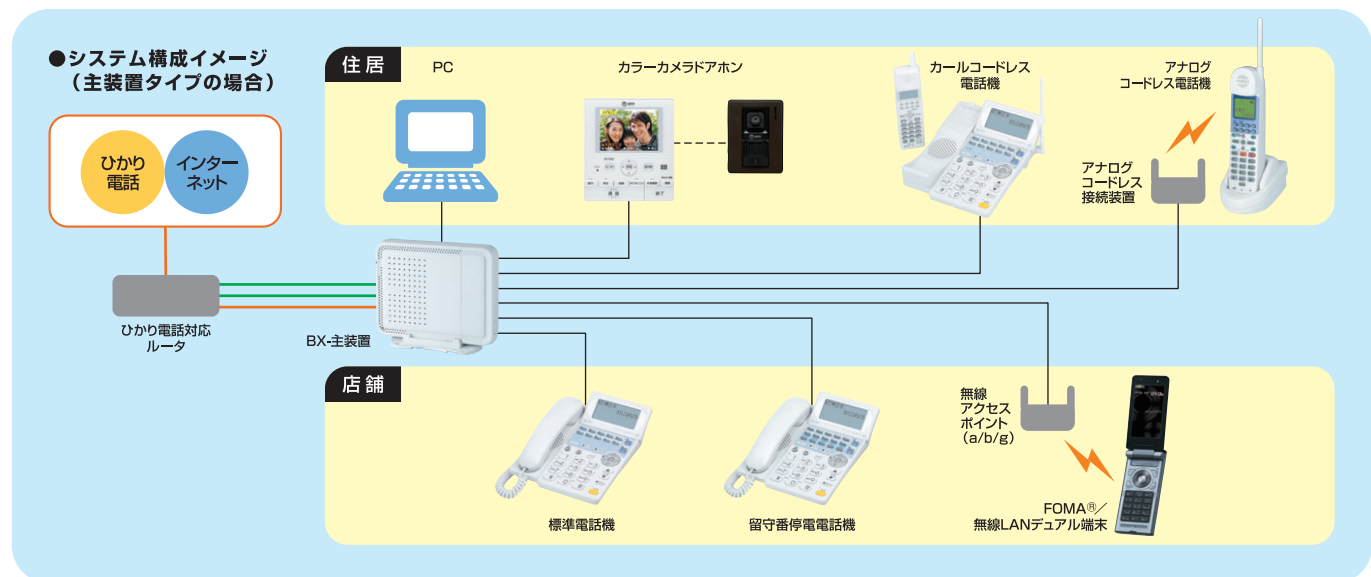 ●システム構成イメージ
（主装置タイプの場合）
ひかり
電話
インター
ネット
ひかり電話対応
ルータ
BX-主装置
住居
PC
カラーカメラドアホン
カールコードレス
電話機
アナログ
コードレス電話機
アナログ
コードレス
接続装置
店舗
標準電話機
留守番停電電話機
無線
アクセス
ポイント
（a/b/g）
FOMA®／
無線LANデュアル端末